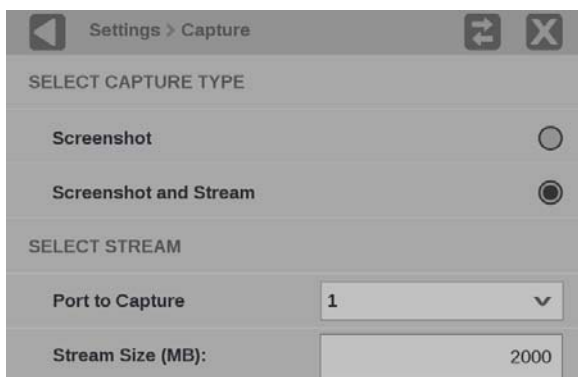 Settings > Capture
SELECT CAPTURE TYPE
Screenshot
Screenshot and Stream
SELECT STREAM
Port to Capture 1
Stream Size (MB): 2000